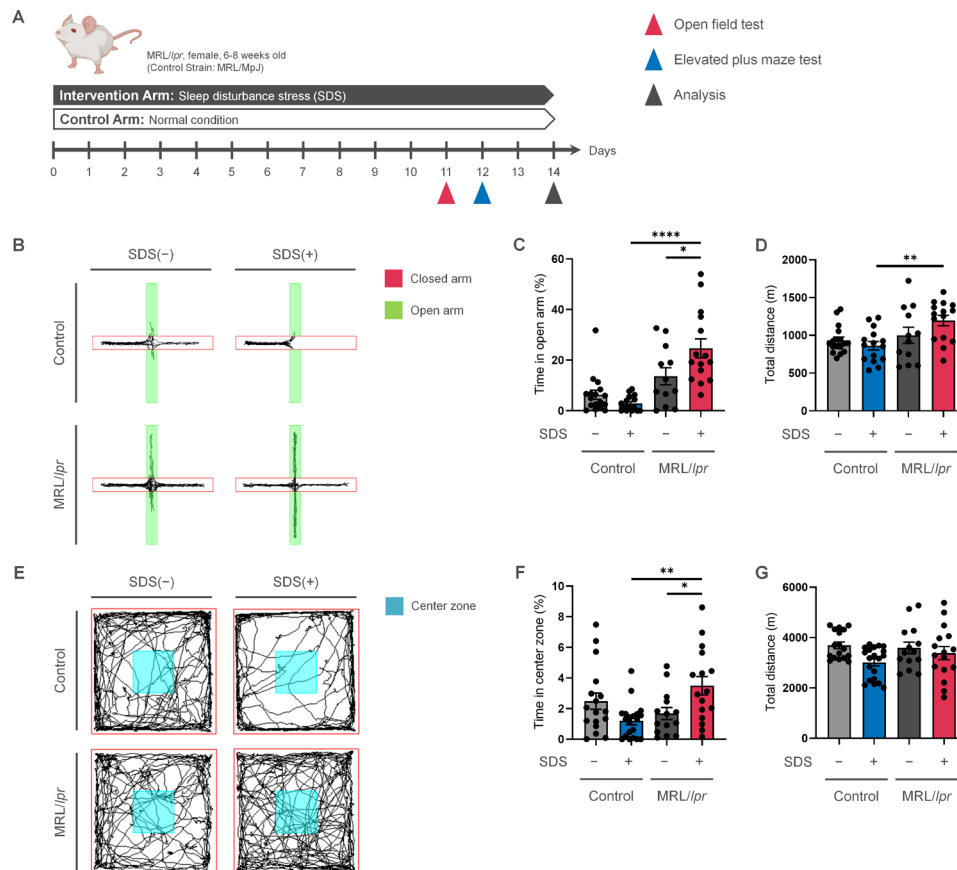 A
MRL/lpr, female, 6-8 weeks old
(Control Strain: MRL/MpJ)
Open field test
Elevated plus maze test
Analysis
Intervention Arm: Sleep disturbance stress (SDS)
Control Arm: Normal condition
Days
0 1 2 3 4 5 6 7 8 9 10 11 12 13 14
B
SDS(−) SDS(+)
Closed arm
Open arm
Control
MRL/lpr
C
Time in open arm (%)
60
40
20
0
**** 
*
SDS − + − +
Control MRL/lpr
D
Total distance (m)
2000
1500
1000
500
0
**
− + − +
Control MRL/lpr
E
SDS(−) SDS(+)
Center zone
Control
MRL/lpr
F
Time in center zone (%)
10
8
6
4
2
0
**
*
SDS − + − +
Control MRL/lpr
G
Total distance (m)
6000
4000
2000
0
SDS − + − +
Control MRL/lpr